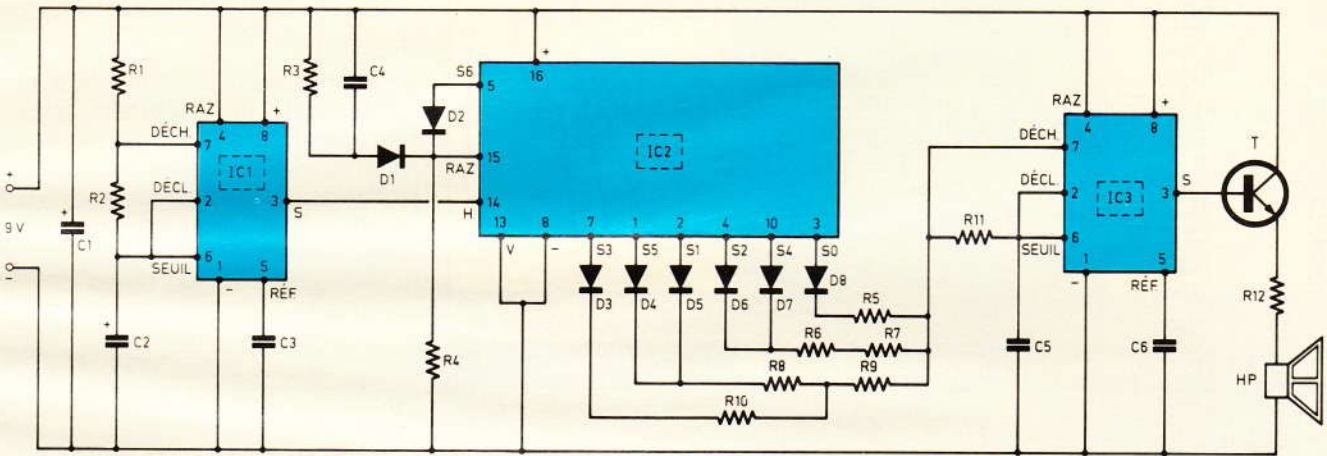 +
9 V
−
+
C1
R1
R2
+
C2
RAZ
DÉCH.
DÉCL.
SEUIL
4
8
+
7
2
6
3
S
1
−
5
RÉF
IC1
C3
R3
C4
D1
D2
R4
S6
5
+
16
15
RAZ
14
H
IC2
13
8
7
1
2
4
10
3
V
−
S3
S5
S1
S2
S4
S0
D3
D4
D5
D6
D7
D8
R5
R6
R7
R8
R9
R10
R11
RAZ
DÉCH.
DÉCL.
SEUIL
4
8
+
7
2
6
3
S
1
−
5
RÉF
IC3
C5
C6
T
R12
HP